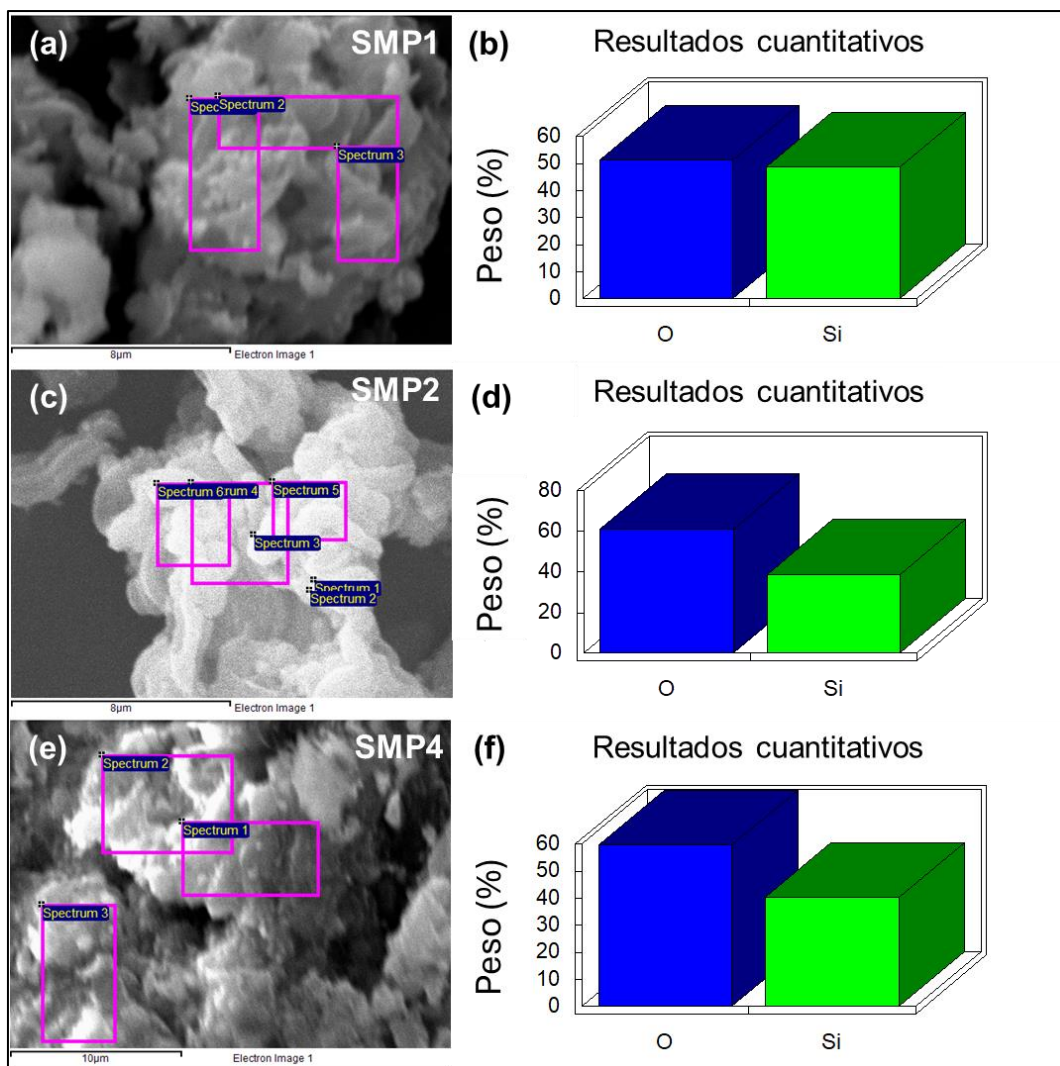 (a)
SMP1
Spec
Spectrum 2
Spectrum 3
8µm
Electron Image 1
(b)
Resultados cuantitativos
Peso (%)
60
50
40
30
20
10
0
O
Si
(c)
SMP2
Spectrum 6
rum 4
Spectrum 5
Spectrum 3
Spectrum 1
Spectrum 2
8µm
Electron Image 1
(d)
Resultados cuantitativos
Peso (%)
80
60
40
20
0
O
Si
(e)
SMP4
Spectrum 2
Spectrum 1
Spectrum 3
10µm
Electron Image 1
(f)
Resultados cuantitativos
Peso (%)
60
50
40
30
20
10
0
O
Si